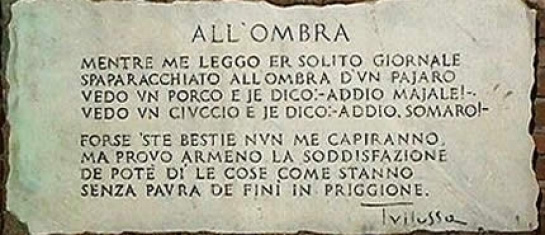 ALL'OMBRA
MENTRE ME LEGGO ER SOLITO GIORNALE
SPAPARACCHIATO ALL'OMBRA D'VN PAJARO
VEDO VN PORCO E JE DICO:-ADDIO MAJALE!-
VEDO VN CIVCCIO E JE DICO:-ADDIO, SOMARO!-
FORSE 'STE BESTIE NVN ME CAPIRANNO,
MA PROVO ARMENO LA SODDISFAZIONE
DE POTÈ DÌ LE COSE COME STANNO
SENZA PAVRA DE FINÌ IN PRIGGIONE.
Trilussa